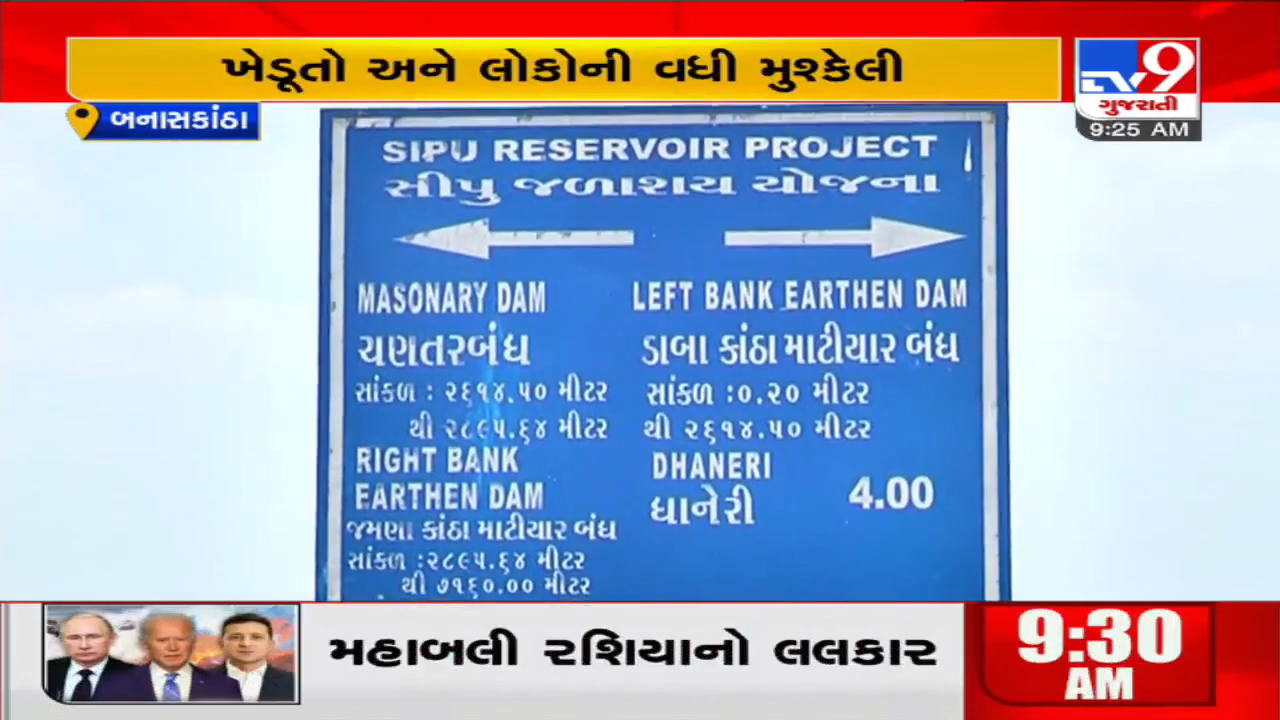 ખેડૂતો અને લોકોની વધી મુશ્કેલી
TV9
ગુજરાતી
9:25 AM
બનાસકાંઠા
SIPU RESERVOIR PROJECT
સીપુ જળાશય યોજના
MASONARY DAM
ચણતરબંધ
સાંકળ : ૨૬૧૪.૫૦ મીટર
થી ૨૮૯૫.૬૪ મીટર
RIGHT BANK
EARTHEN DAM
જમણા કાંઠા માટીયાર બંધ
સાંકળ :૨૮૯૫.૬૪ મીટર
થી ૭૧૬૦.૦૦ મીટર
LEFT BANK EARTHEN DAM
ડાબા કાંઠા માટીયાર બંધ
સાંકળ :૦.૨૦ મીટર
થી ૨૬૧૪.૫૦ મીટર
DHANERI
ધાનેરી
4.00
મહાબલી રશિયાનો લલકાર
9:30
AM